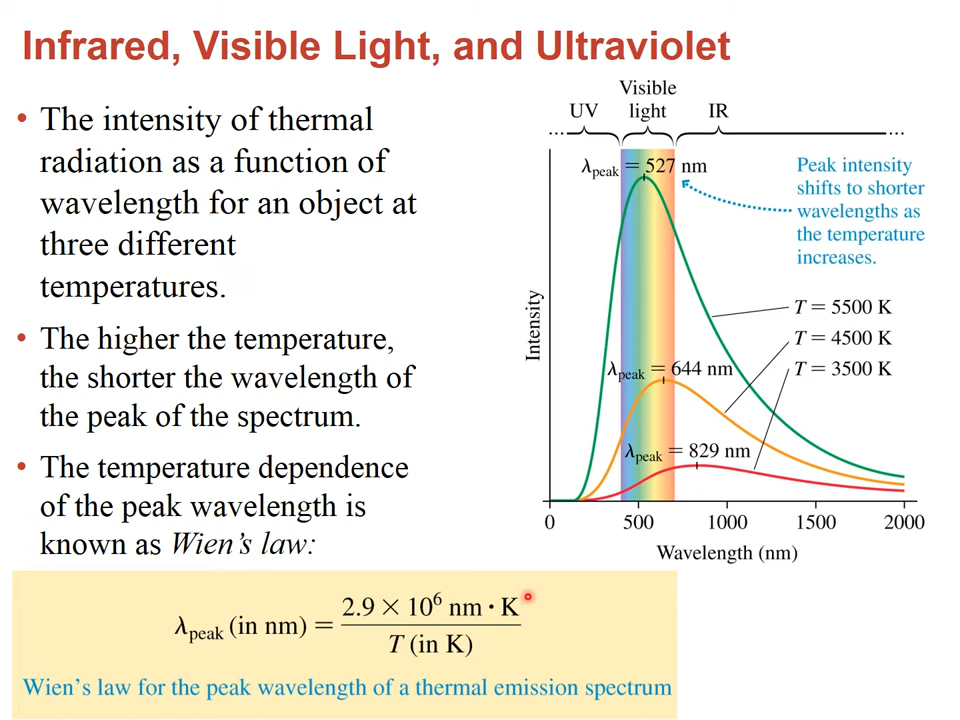 Infrared, Visible Light, and Ultraviolet
• The intensity of thermal
radiation as a function of
wavelength for an object at
three different
temperatures.
• The higher the temperature,
the shorter the wavelength of
the peak of the spectrum.
• The temperature dependence
of the peak wavelength is
known as Wien's law:
Visible
UV light IR
... ...
λpeak = 527 nm
Peak intensity
shifts to shorter
wavelengths as
the temperature
increases.
Intensity
T = 5500 K
T = 4500 K
T = 3500 K
λpeak = 644 nm
λpeak = 829 nm
0 500 1000 1500 2000
Wavelength (nm)
λpeak (in nm) = 2.9 × 10⁶ nm · K
T (in K)
Wien's law for the peak wavelength of a thermal emission spectrum